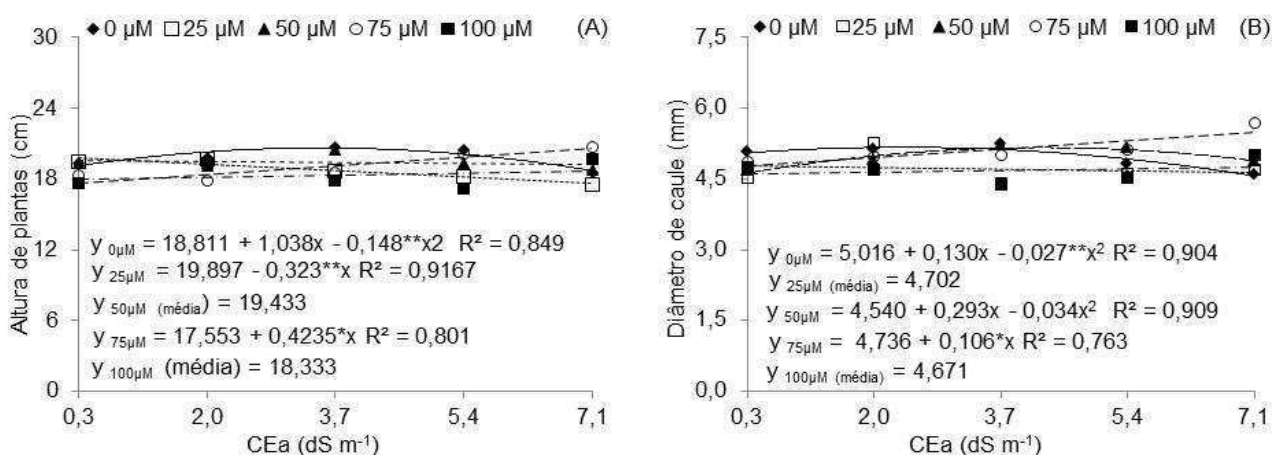 ◆ 0 µM □ 25 µM ▲ 50 µM ○ 75 µM ■ 100 µM (A)
Altura de plantas (cm)
30
24
18
12
6
0
y 0µM = 18,811 + 1,038x - 0,148**x2 R² = 0,849
y 25µM = 19,897 - 0,323**x R² = 0,9167
y 50µM (média) = 19,433
y 75µM = 17,553 + 0,4235*x R² = 0,801
y 100µM (média) = 18,333
0,3 2,0 3,7 5,4 7,1
CEa (dS m⁻¹)
◆ 0 µM □ 25 µM ▲ 50 µM ○ 75 µM ■ 100 µM (B)
Diâmetro de caule (mm)
7,5
6,0
4,5
3,0
1,5
0,0
y 0µM = 5,016 + 0,130x - 0,027**x² R² = 0,904
y 25µM (média) = 4,702
y 50µM = 4,540 + 0,293x - 0,034x² R² = 0,909
y 75µM = 4,736 + 0,106*x R² = 0,763
y 100µM (média) = 4,671
0,3 2,0 3,7 5,4 7,1
CEa (dS m⁻¹)